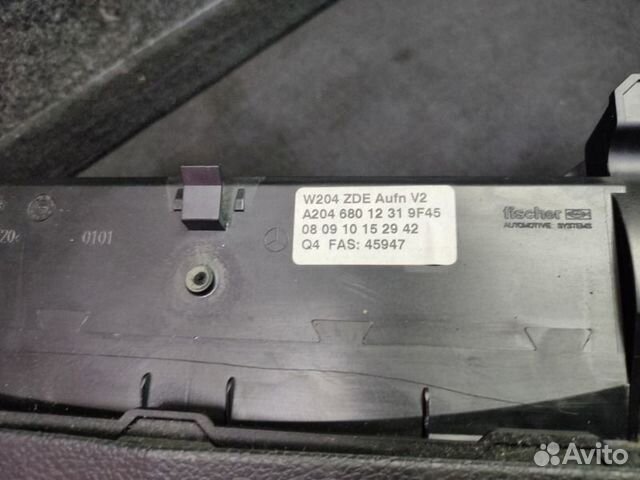 W204 ZDE Aufn V2
A204 680 12 31 9F45
08 09 10 15 29 42
Q4 FAS: 45947
fischer
AUTOMOTIVE SYSTEMS
0101
Avito